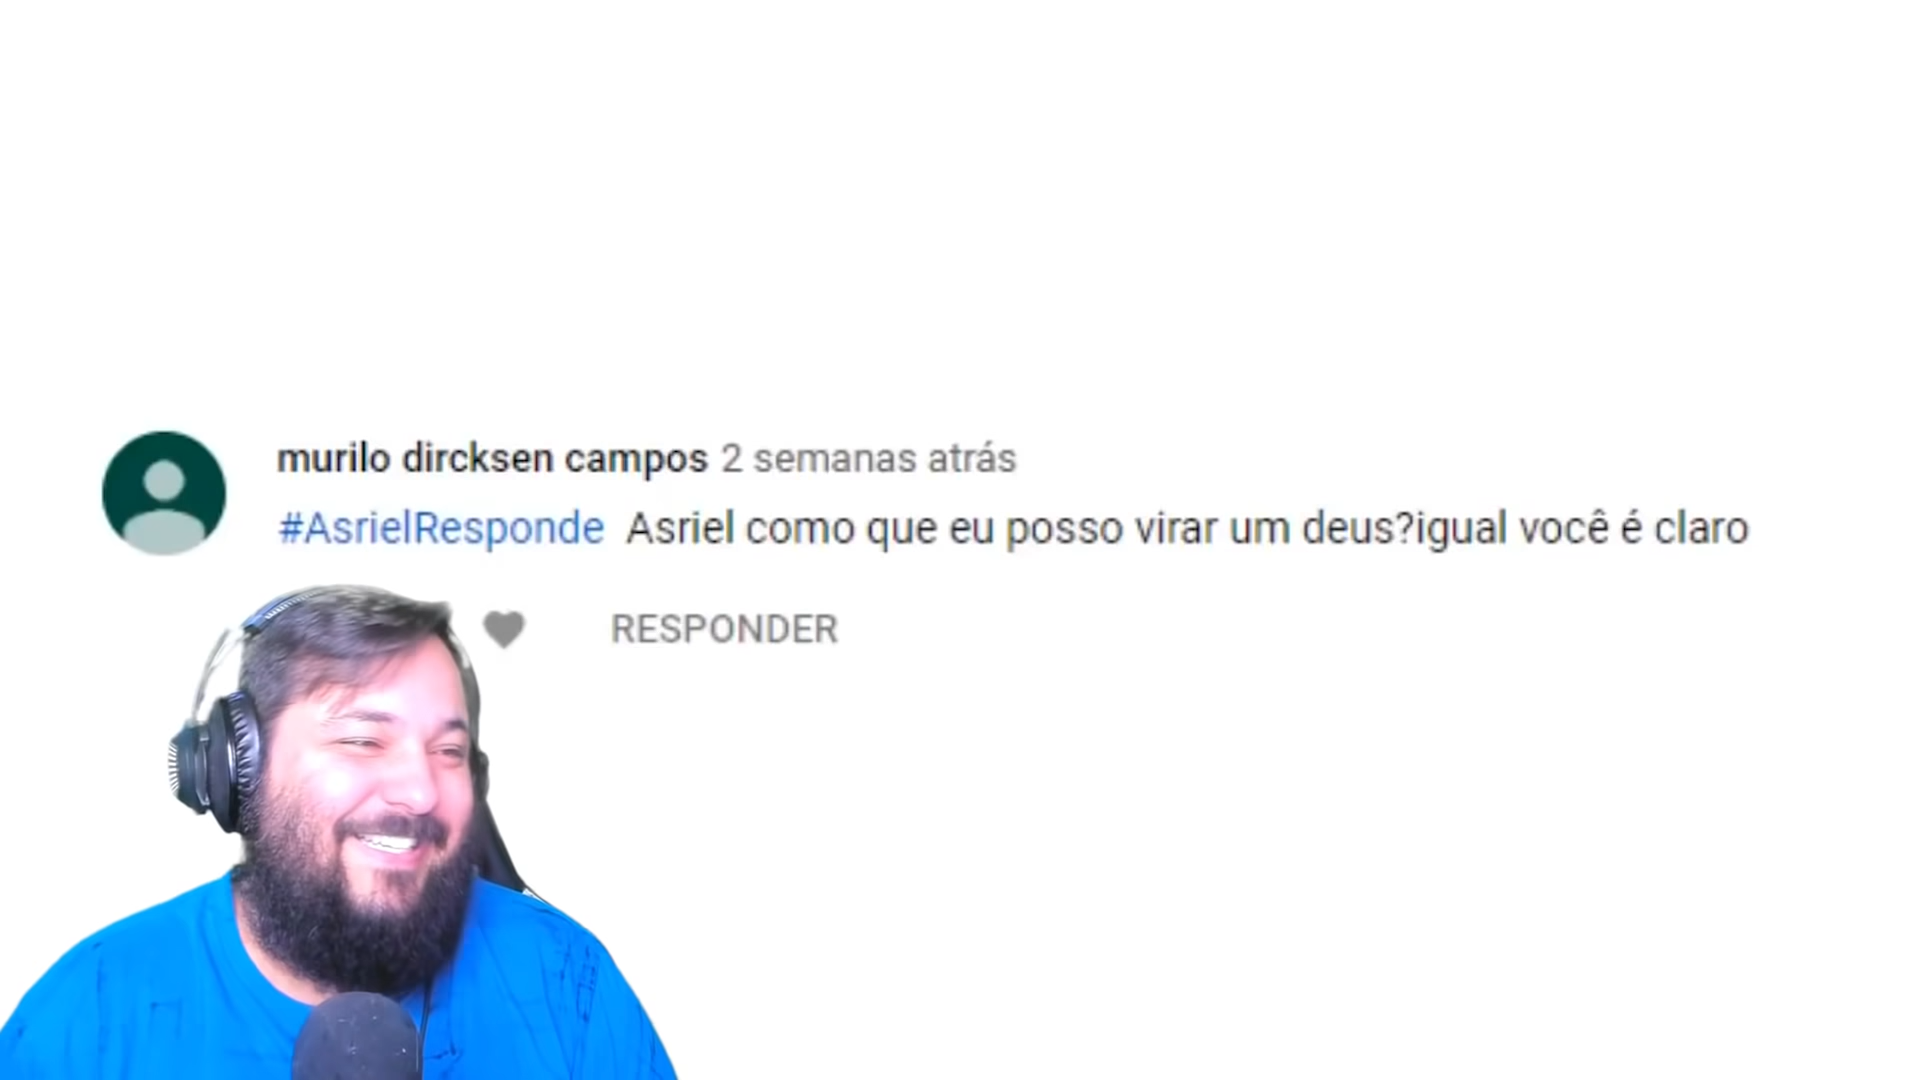 murilo dircksen campos 2 semanas atrás
#AsrielResponde Asriel como que eu posso virar um deus?igual você é claro
RESPONDER